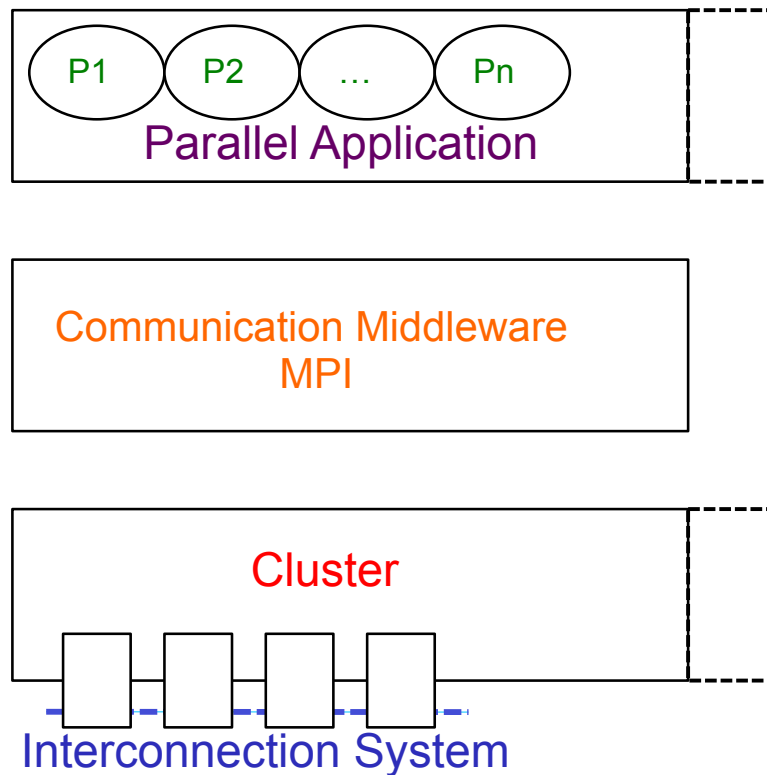 P1 P2 … Pn
Parallel Application
Communication Middleware
MPI
Cluster
Interconnection System